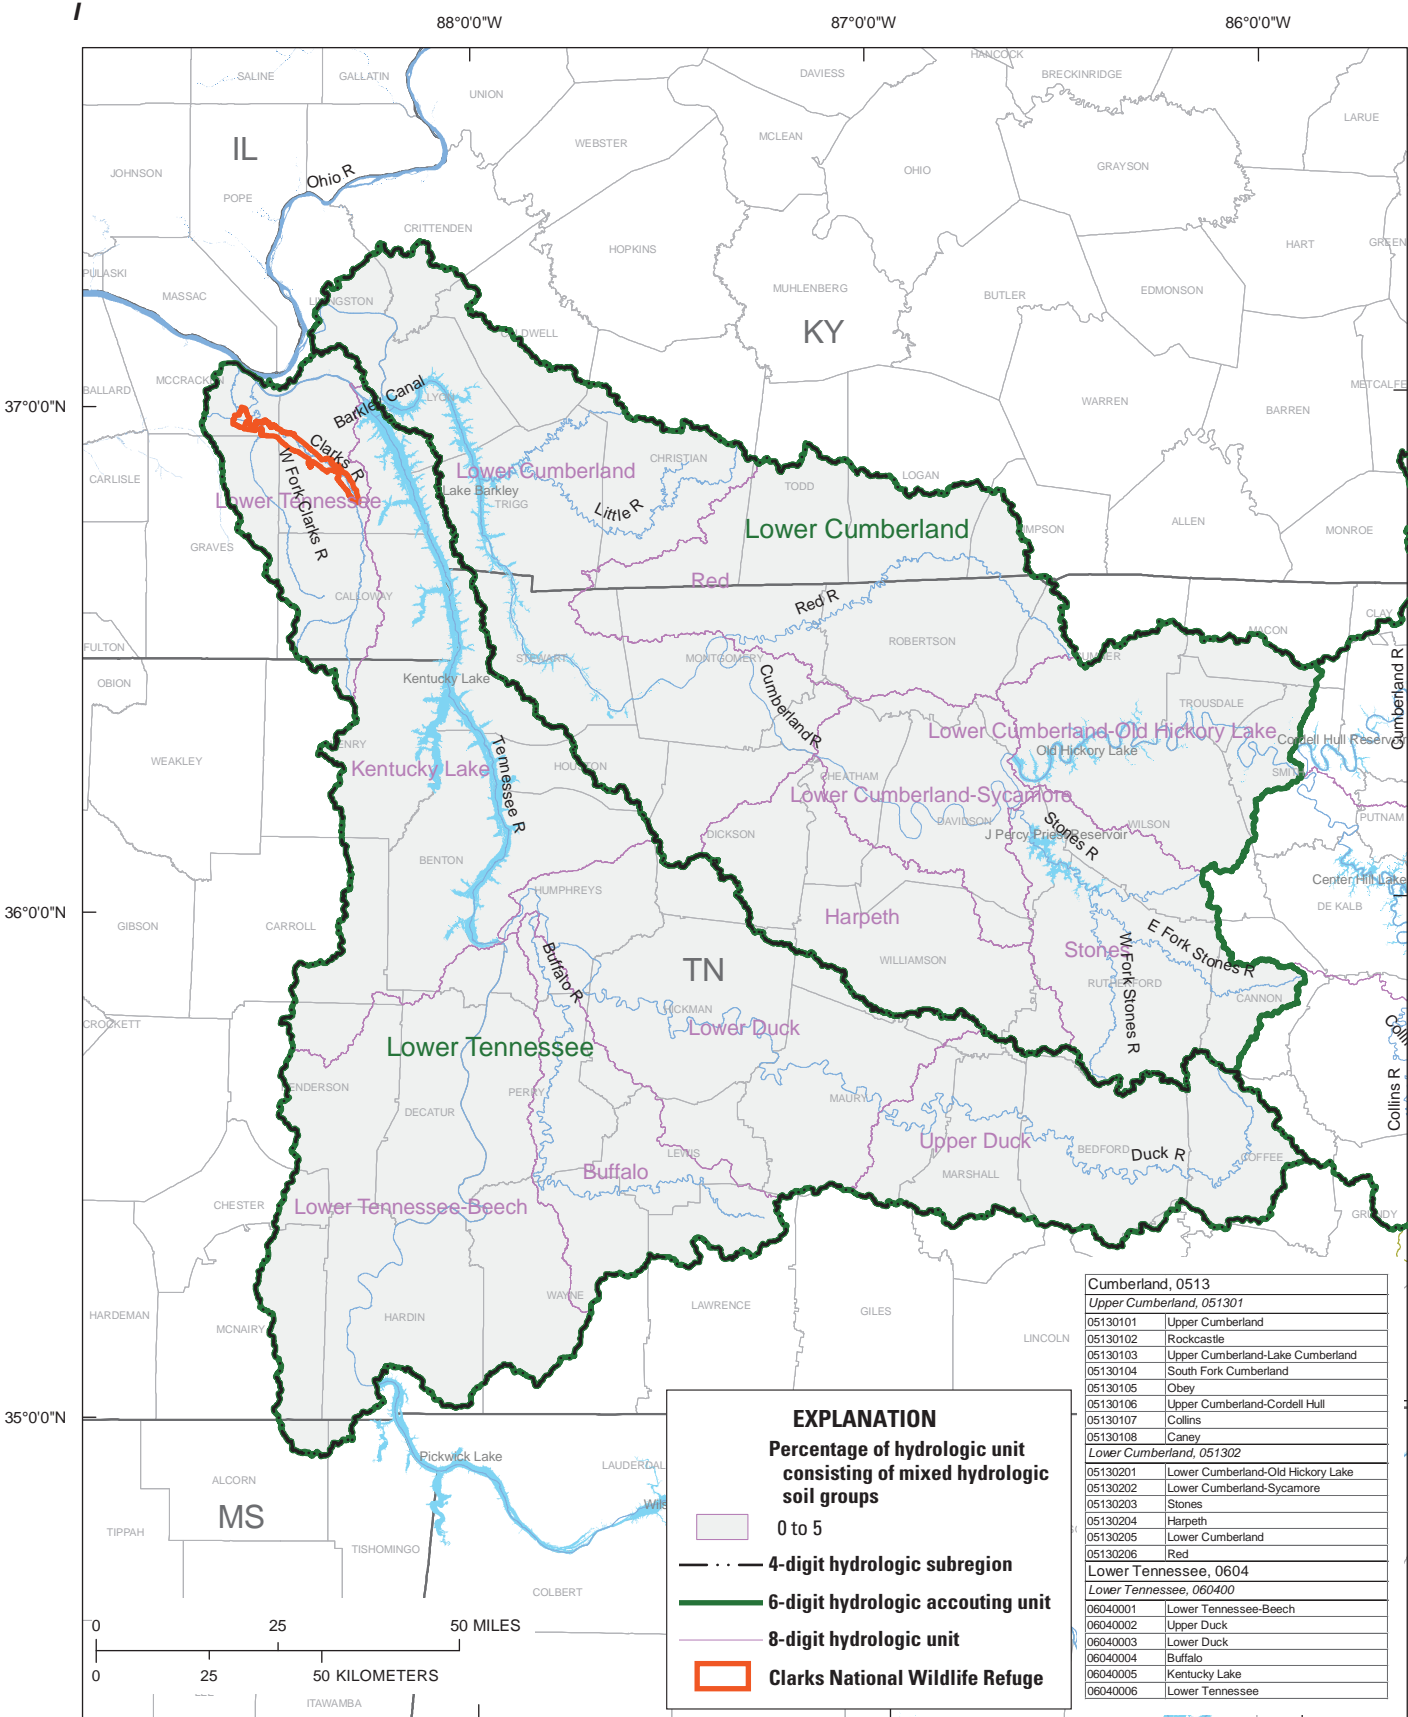 I
88°0'0"W
87°0'0"W
86°0'0"W
HANCOCK
SALINE
GALLATIN
DAVIESS
BRECKINRIDGE
UNION
LARUE
WEBSTER
MCLEAN
IL
OHIO
GRAYSON
JOHNSON
Ohio R
POPE
CRITTENDEN
HOPKINS
HART
GREEN
PULASKI
MASSAC
MUHLENBERG
BUTLER
EDMONSON
LIVINGSTON
CALDWELL
KY
BALLARD
MCCRACKEN
METCALFE
Barkley Canal
LYON
WARREN
BARREN
37°0'0"N
Clarks R
CHRISTIAN
Lower Cumberland
LOGAN
CARLISLE
W Fork Clarks R
Lake Barkley
TODD
Lower Tennessee
TRIGG
Little R
Lower Cumberland
ALLEN
MONROE
GRAVES
Red
CALLOWAY
Red R
CLAY
MACON
FULTON
ROBERTSON
STEWART
MONTGOMERY
SUMNER
Cumberland R
OBION
Kentucky Lake
Cumberland R
TROUSDALE
Lower Cumberland-Old Hickory Lake
Cordell Hull Reservoir
HENRY
Old Hickory Lake
WEAKLEY
Tennessee R
Kentucky Lake
HOUSTON
CHEATHAM
SMITH
Lower Cumberland-Sycamore
DAVIDSON
Stones R
WILSON
PUTNAM
DICKSON
J Percy Priest Reservoir
BENTON
Center Hill Lake
HUMPHREYS
DE KALB
36°0'0"N
GIBSON
CARROLL
Harpeth
E Fork Stones R
Stones
W Fork Stones R
Buffalo R
TN
WILLIAMSON
RUTHERFORD
CANNON
HICKMAN
CROCKETT
Lower Duck
Lower Tennessee
PERRY
Collins R
DECATUR
MAURY
Upper Duck
BEDFORD
Duck R
COFFEE
LEWIS
Buffalo
MARSHALL
CHESTER
Lower Tennessee-Beech
GRUNDY
HARDEMAN
MCNAIRY
HARDIN
WAYNE
LAWRENCE
GILES
LINCOLN
35°0'0"N
Pickwick Lake
ALCORN
MS
TIPPAH
TISHOMINGO
COLBERT
ITAWAMBA
Cumberland, 0513
Upper Cumberland, 051301
05130101 Upper Cumberland
05130102 Rockcastle
05130103 Upper Cumberland-Lake Cumberland
05130104 South Fork Cumberland
05130105 Obey
05130106 Upper Cumberland-Cordell Hull
05130107 Collins
05130108 Caney
Lower Cumberland, 051302
05130201 Lower Cumberland-Old Hickory Lake
05130202 Lower Cumberland-Sycamore
05130203 Stones
05130204 Harpeth
05130205 Lower Cumberland
05130206 Red
Lower Tennessee, 0604
Lower Tennessee, 060400
06040001 Lower Tennessee-Beech
06040002 Upper Duck
06040003 Lower Duck
06040004 Buffalo
06040005 Kentucky Lake
06040006 Lower Tennessee
EXPLANATION
Percentage of hydrologic unit
consisting of mixed hydrologic
soil groups
0 to 5
4-digit hydrologic subregion
6-digit hydrologic accouting unit
8-digit hydrologic unit
Clarks National Wildlife Refuge
0 25 50 MILES
0 25 50 KILOMETERS